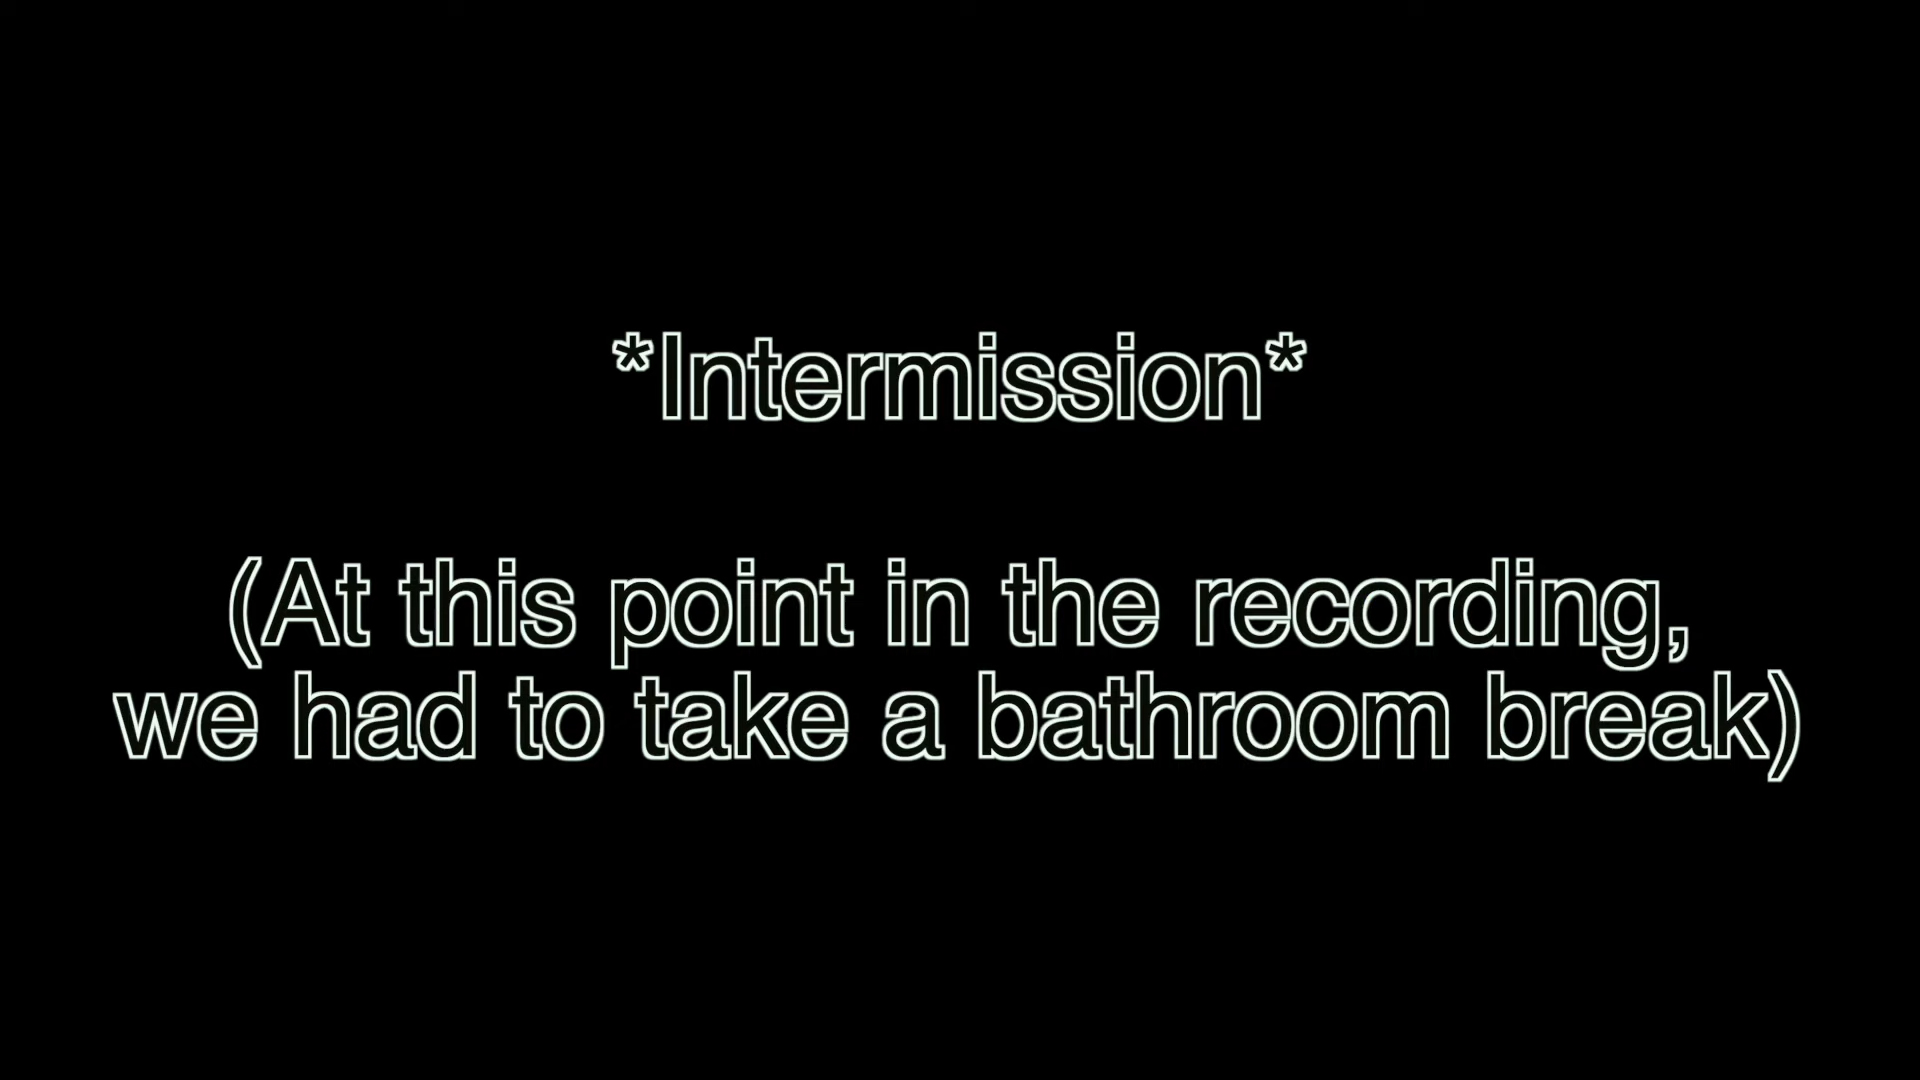 *Intermission*
(At this point in the recording,
we had to take a bathroom break)